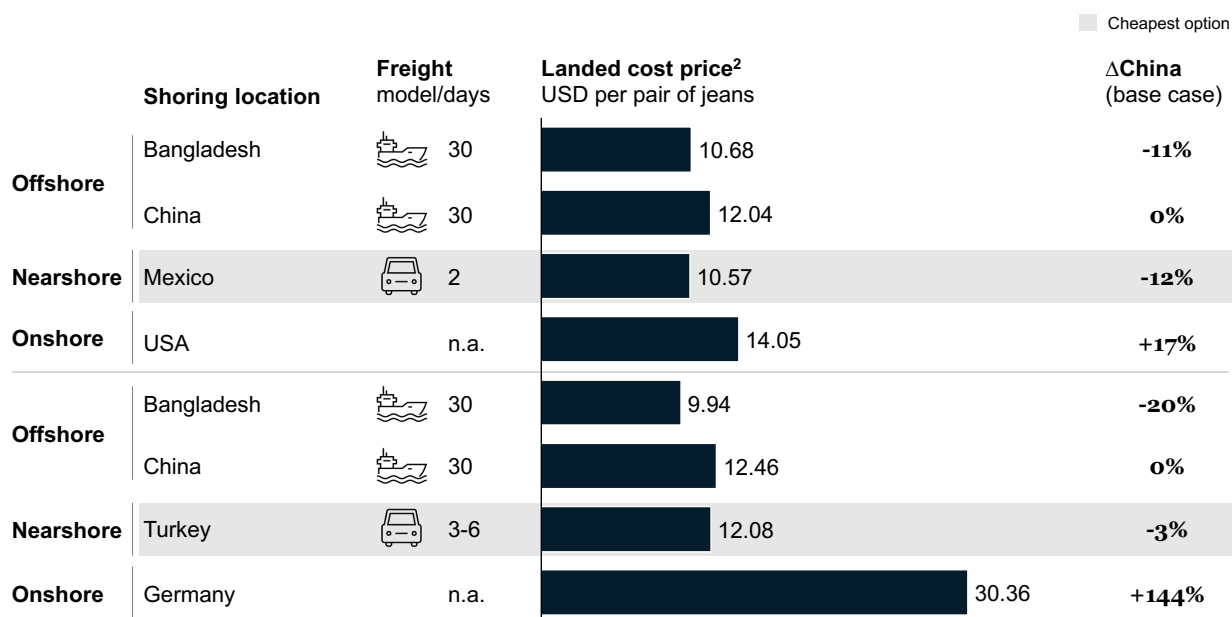 Cheapest option
Freight Landed cost price² ΔChina
Shoring location model/days USD per pair of jeans (base case)
Bangladesh 30 10.68 -11%
Offshore
China 30 12.04 0%
Nearshore Mexico 2 10.57 -12%
Onshore USA n.a. 14.05 +17%
Bangladesh 30 9.94 -20%
Offshore
China 30 12.46 0%
Nearshore Turkey 3-6 12.08 -3%
Onshore Germany n.a. 30.36 +144%